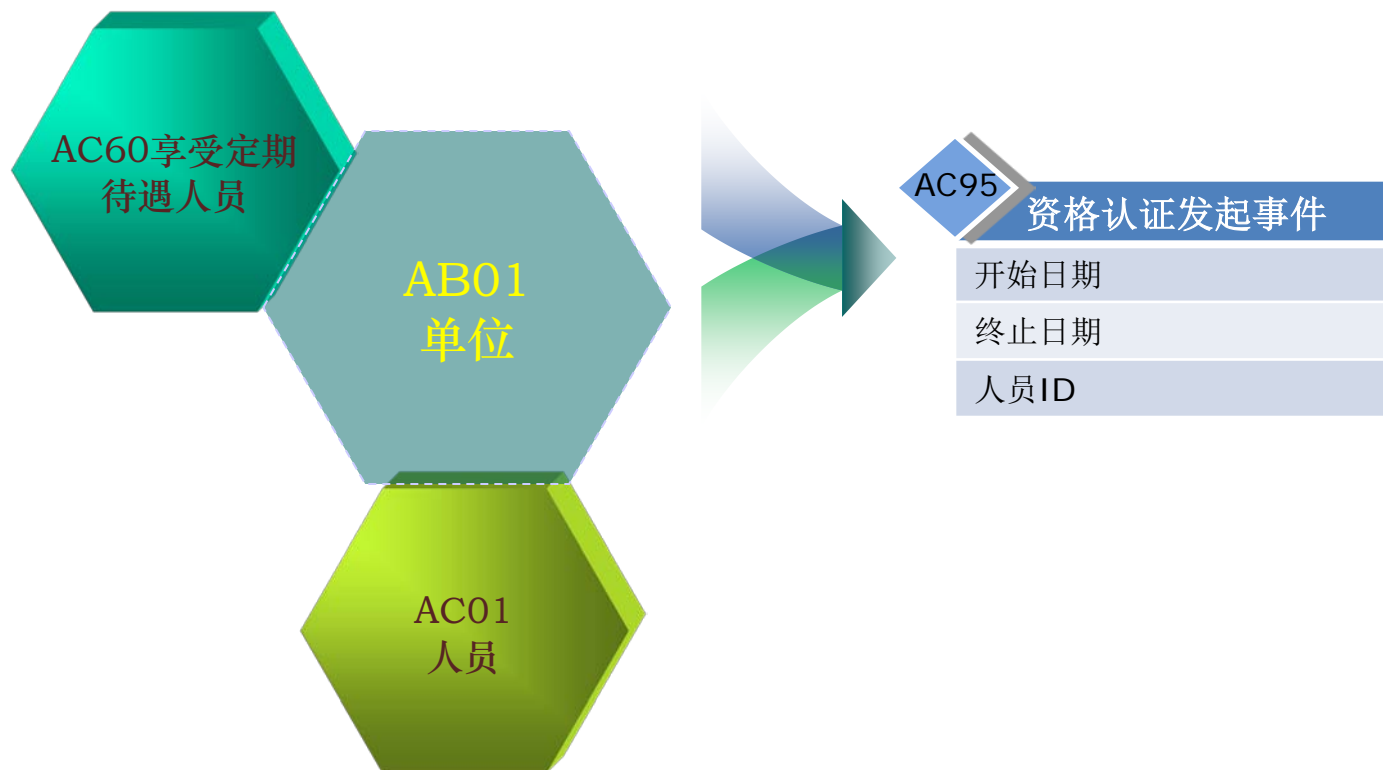 AC60享受定期
待遇人员
AB01
单位
AC01
人员
AC95
资格认证发起事件
开始日期
终止日期
人员ID